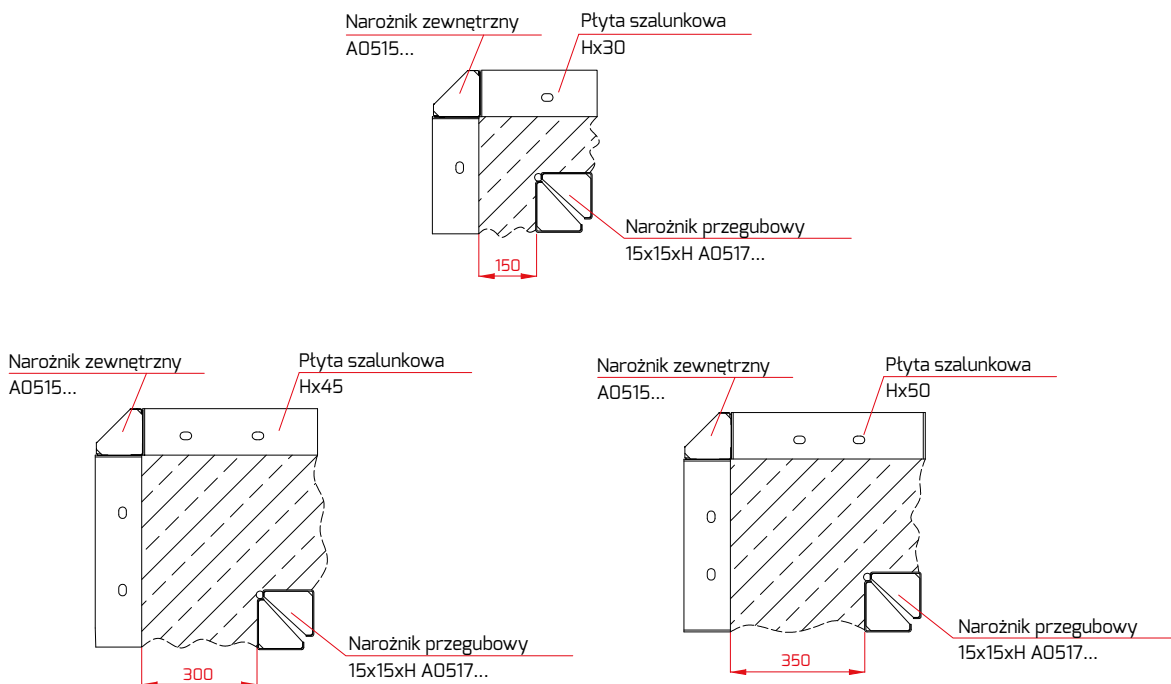 Narożnik zewnętrzny
A0515...
Płyta szalunkowa
Hx30
Narożnik przegubowy
15x15xH A0517...
150
Narożnik zewnętrzny
A0515...
Płyta szalunkowa
Hx45
Narożnik przegubowy
15x15xH A0517...
300
Narożnik zewnętrzny
A0515...
Płyta szalunkowa
Hx50
Narożnik przegubowy
15x15xH A0517...
350